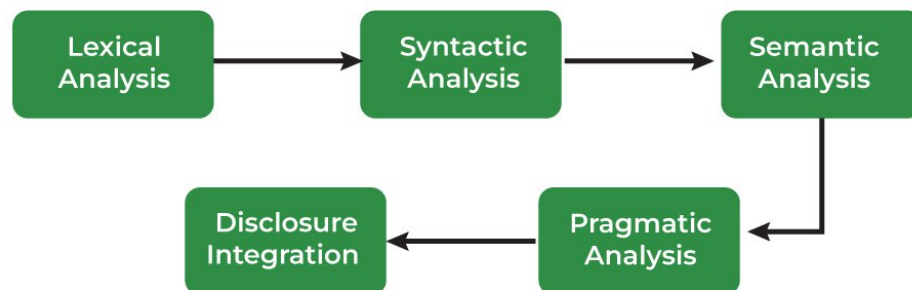 Lexical
Analysis
Syntactic
Analysis
Semantic
Analysis
Pragmatic
Analysis
Disclosure
Integration